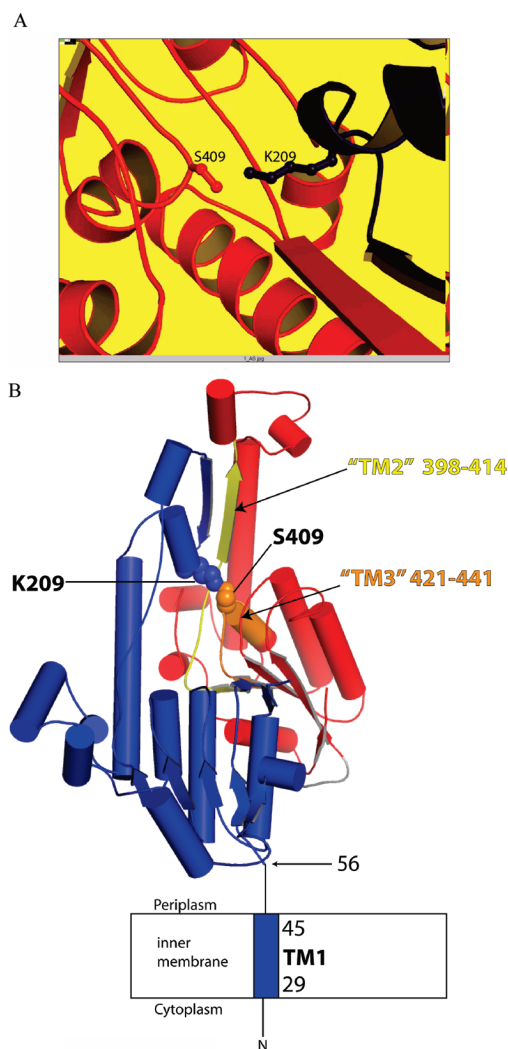 A
S409 K209
1_A5.jpg
B
“TM2” 398-414
S409
K209
“TM3” 421-441
56
Periplasm
inner
membrane
45
TM1
29
Cytoplasm
N